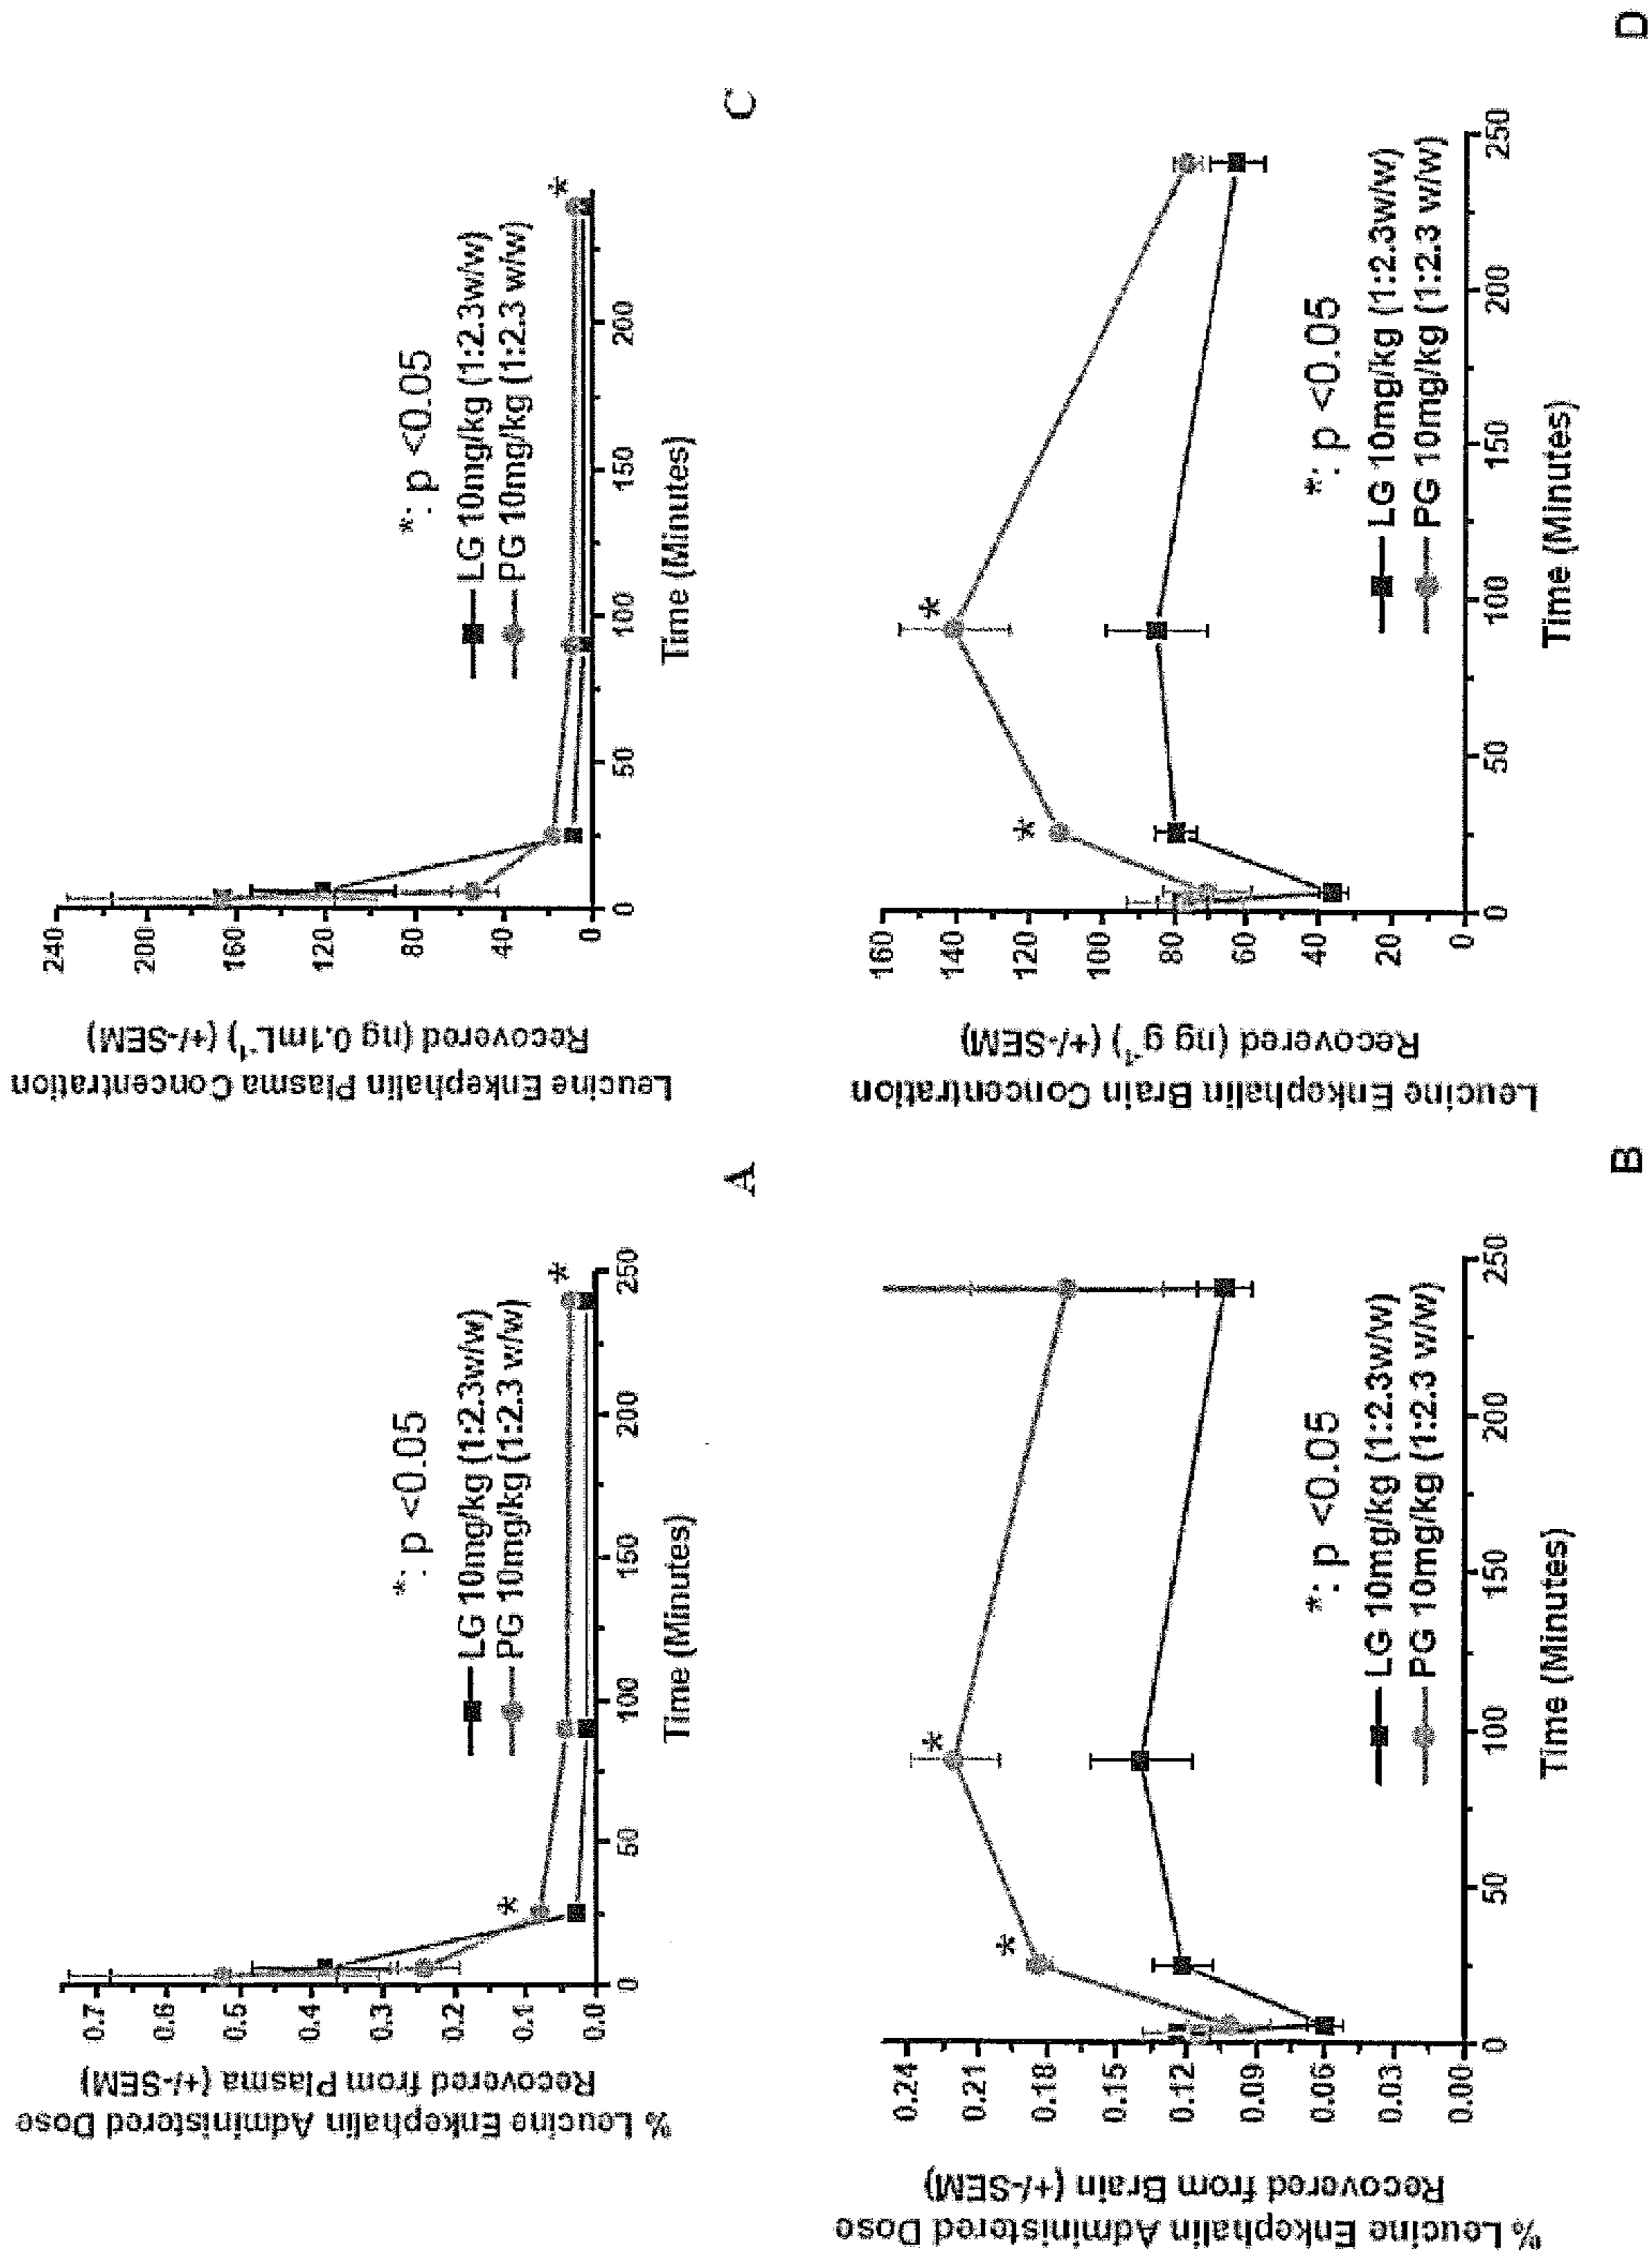 % Leucine Enkephalin Administered Dose
Recovered from Plasma (+/-SEM)
0.7
0.6
0.5
0.4
0.3
0.2
0.1
0.0
*
*
*: p <0.05
LG 10mg/kg (1:2.3w/w)
PG 10mg/kg (1:2.3 w/w)
0 50 100 150 200 250
Time (Minutes)
A
Leucine Enkephalin Plasma Concentration
Recovered (ng 0.1mL⁻¹) (+/-SEM)
240
200
160
120
80
40
0
*
*: p <0.05
LG 10mg/kg (1:2.3w/w)
PG 10mg/kg (1:2.3 w/w)
0 50 100 150 200
Time (Minutes)
C
% Leucine Enkephalin Administered Dose
Recovered from Brain (+/-SEM)
0.24
0.21
0.18
0.15
0.12
0.09
0.06
0.03
0.00
*
*
*: p <0.05
LG 10mg/kg (1:2.3w/w)
PG 10mg/kg (1:2.3 w/w)
0 50 100 150 200 250
Time (Minutes)
B
Leucine Enkephalin Brain Concentration
Recovered (ng g⁻¹) (+/-SEM)
160
140
120
100
80
60
40
20
0
*
*
*: p <0.05
LG 10mg/kg (1:2.3w/w)
PG 10mg/kg (1:2.3 w/w)
0 50 100 150 200 250
Time (Minutes)
D